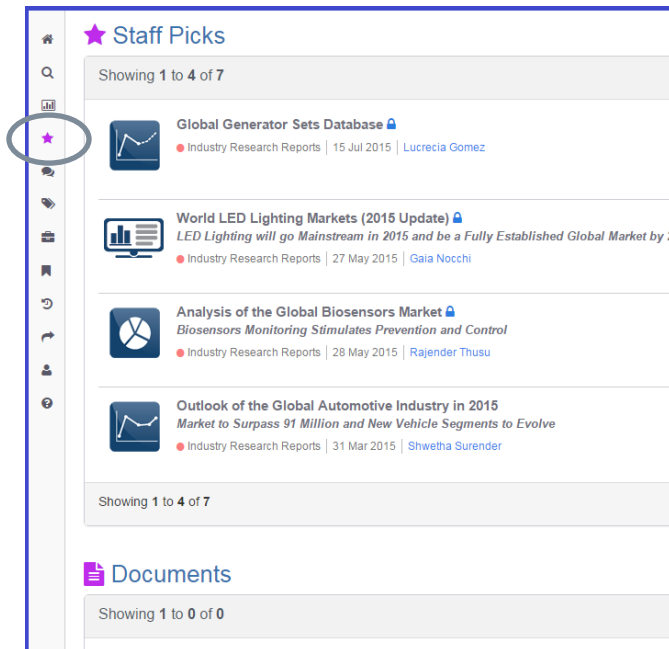 Staff Picks
Showing 1 to 4 of 7
Global Generator Sets Database
Industry Research Reports | 15 Jul 2015 | Lucrecia Gomez
World LED Lighting Markets (2015 Update)
LED Lighting will go Mainstream in 2015 and be a Fully Established Global Market by
Industry Research Reports | 27 May 2015 | Gaia Nocchi
Analysis of the Global Biosensors Market
Biosensors Monitoring Stimulates Prevention and Control
Industry Research Reports | 28 May 2015 | Rajender Thusu
Outlook of the Global Automotive Industry in 2015
Market to Surpass 91 Million and New Vehicle Segments to Evolve
Industry Research Reports | 31 Mar 2015 | Shwetha Surender
Showing 1 to 4 of 7
Documents
Showing 1 to 0 of 0